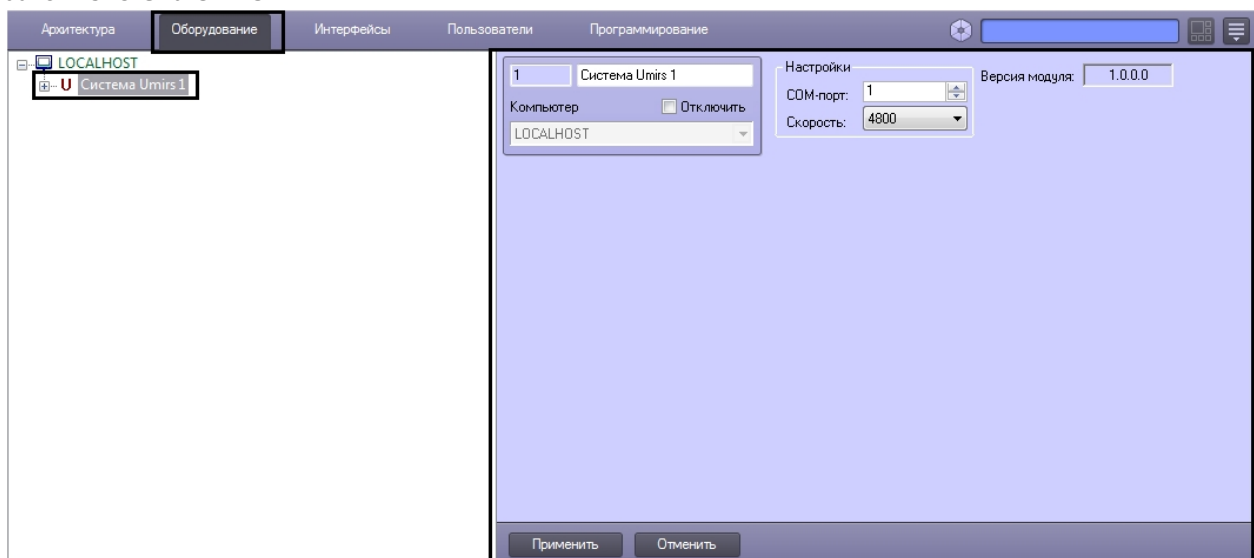 Архитектура Оборудование Интерфейсы Пользователи Программирование
LOCALHOST
U Система Umirs 1
1 Система Umirs 1
Компьютер Отключить
LOCALHOST
Настройки
COM-порт: 1
Скорость: 4800
Версия модуля: 1.0.0.0
Применить Отменить